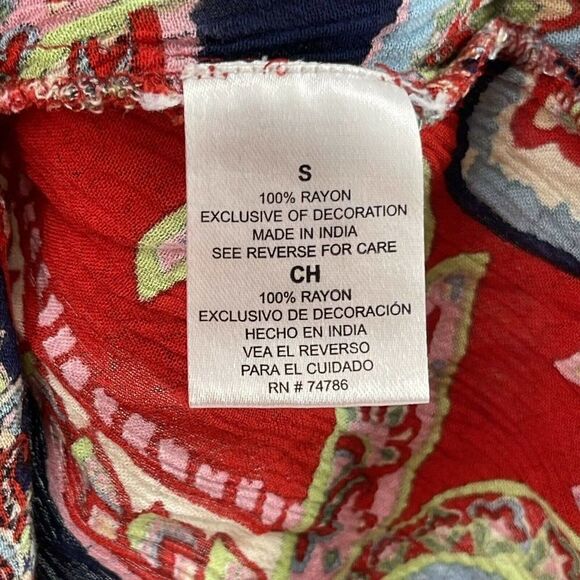 S
100% RAYON
EXCLUSIVE OF DECORATION
MADE IN INDIA
SEE REVERSE FOR CARE
CH
100% RAYON
EXCLUSIVO DE DECORACIÓN
HECHO EN INDIA
VEA EL REVERSO
PARA EL CUIDADO
RN # 74786